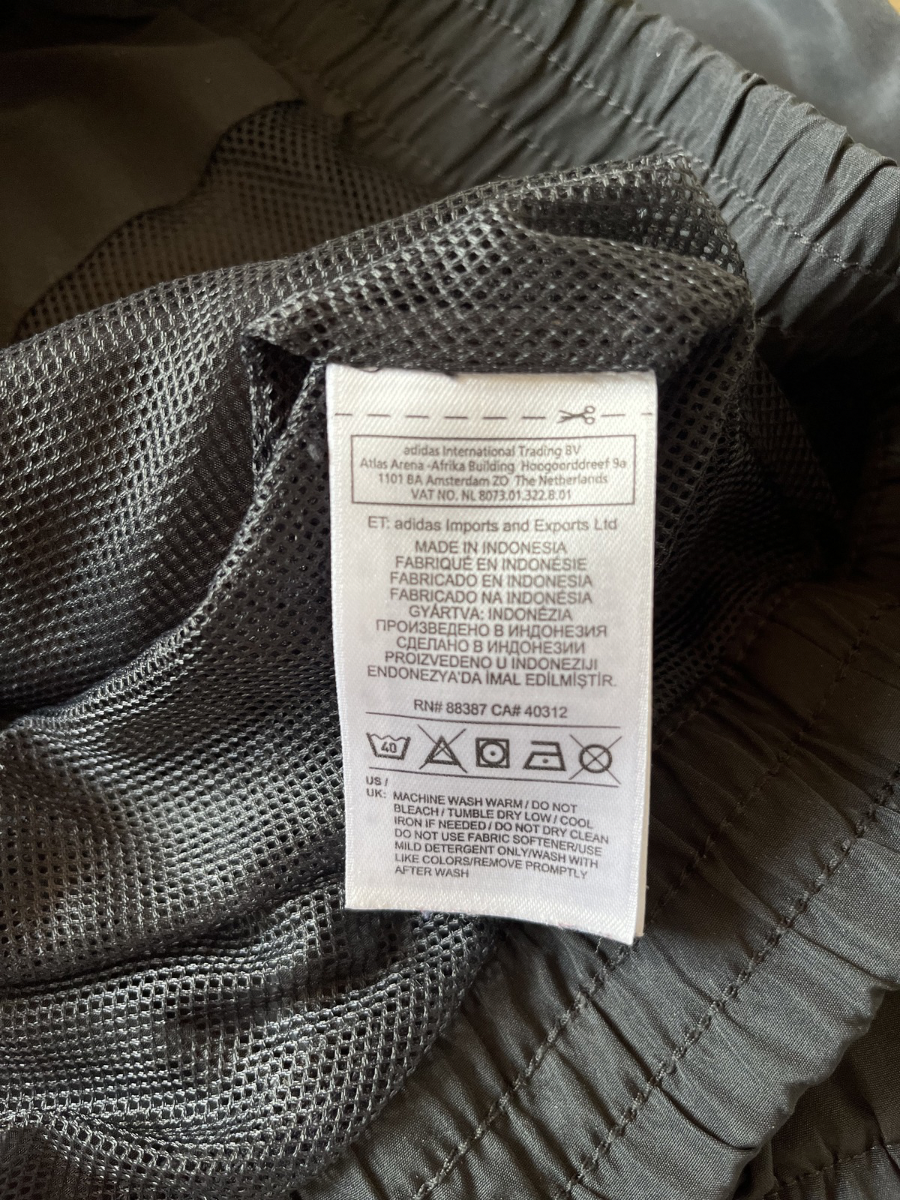 adidas International Trading BV
Atlas Arena -Afrika Building Hoogoorddreef 9a
1101 BA Amsterdam ZO The Netherlands
VAT NO. NL 8073.01.322.B.01
ET: adidas Imports and Exports Ltd
MADE IN INDONESIA
FABRIQUÉ EN INDONÉSIE
FABRICADO EN INDONESIA
FABRICADO NA INDONÉSIA
GYÁRTVA: INDONÉZIA
ПРОИЗВЕДЕНО В ИНДОНЕЗИЯ
СДЕЛАНО В ИНДОНЕЗИИ
PROIZVEDENO U INDONEZIJI
ENDONEZYA'DA İMAL EDİLMİŞTİR.
RN# 88387 CA# 40312
40
US /
UK: MACHINE WASH WARM / DO NOT
BLEACH / TUMBLE DRY LOW / COOL
IRON IF NEEDED / DO NOT DRY CLEAN
DO NOT USE FABRIC SOFTENER/USE
MILD DETERGENT ONLY/WASH WITH
LIKE COLORS/REMOVE PROMPTLY
AFTER WASH